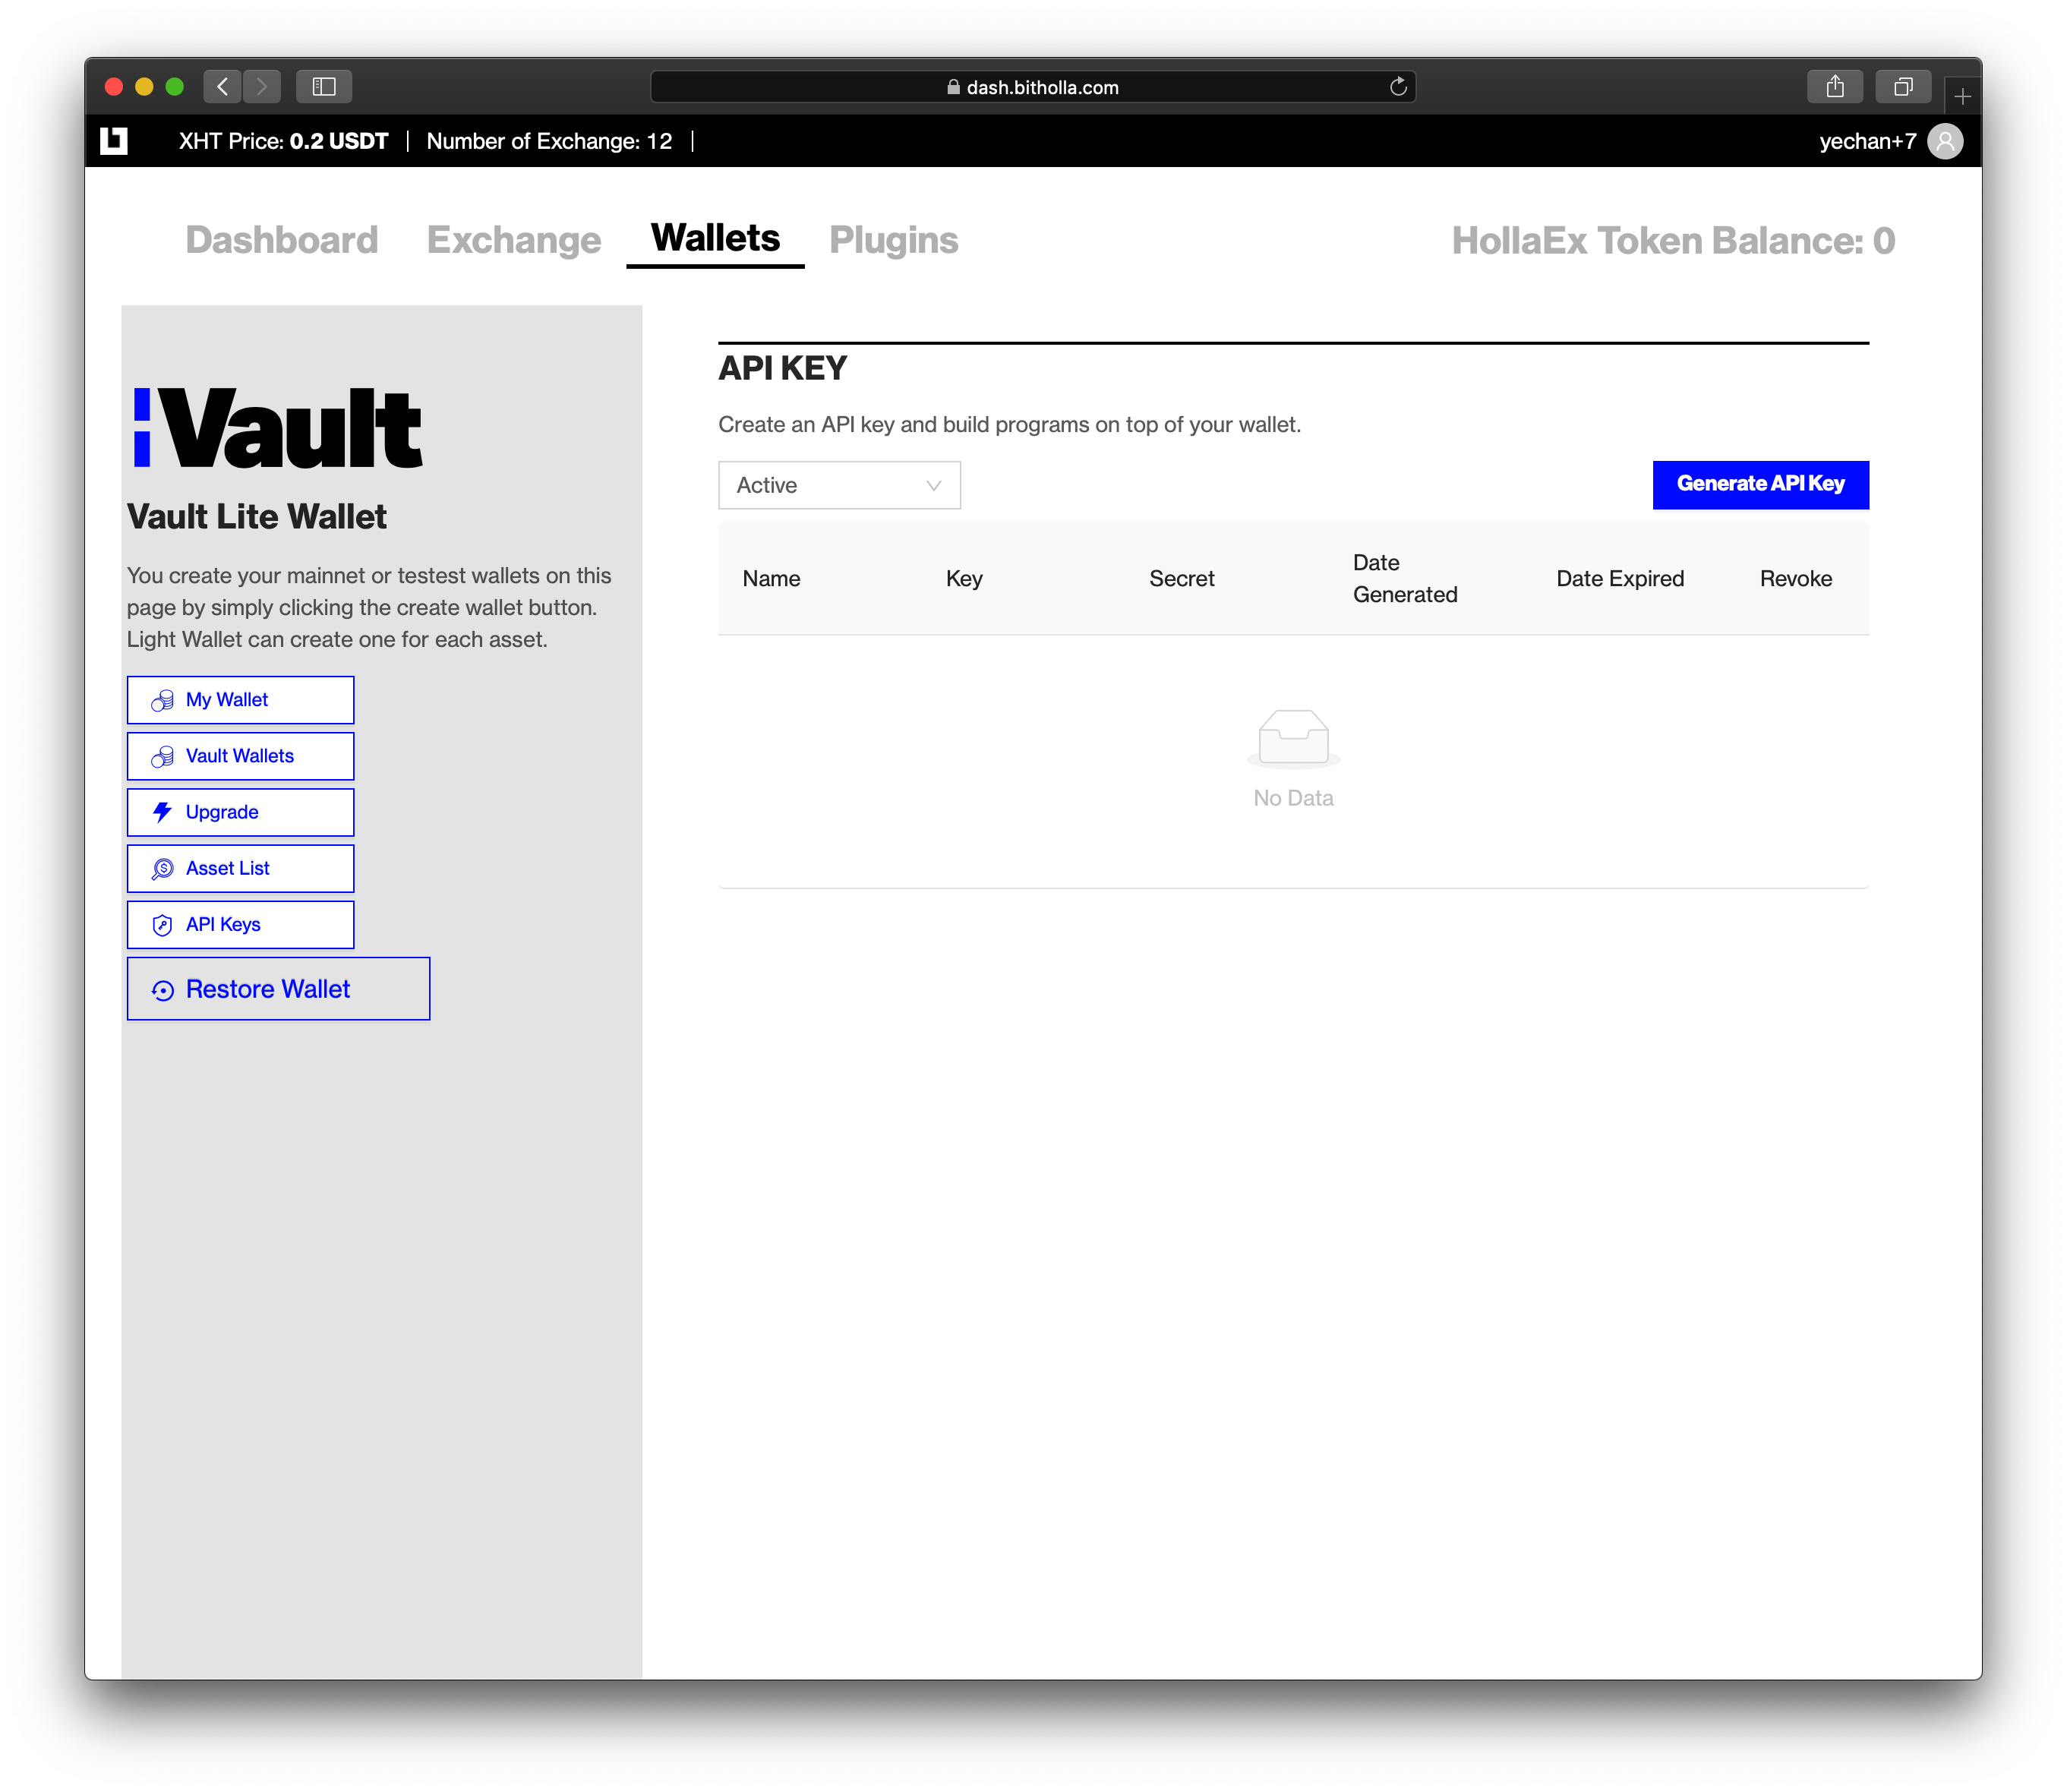 dash.bitholla.com
XHT Price: 0.2 USDT | Number of Exchange: 12 |
yechan+7
Dashboard
Exchange
Wallets
Plugins
HollaEx Token Balance: 0
Vault
Vault Lite Wallet
You create your mainnet or testest wallets on this
page by simply clicking the create wallet button.
Light Wallet can create one for each asset.
My Wallet
Vault Wallets
Upgrade
Asset List
API Keys
Restore Wallet
API KEY
Create an API key and build programs on top of your wallet.
Active
Generate API Key
Name
Key
Secret
Date
Generated
Date Expired
Revoke
No Data